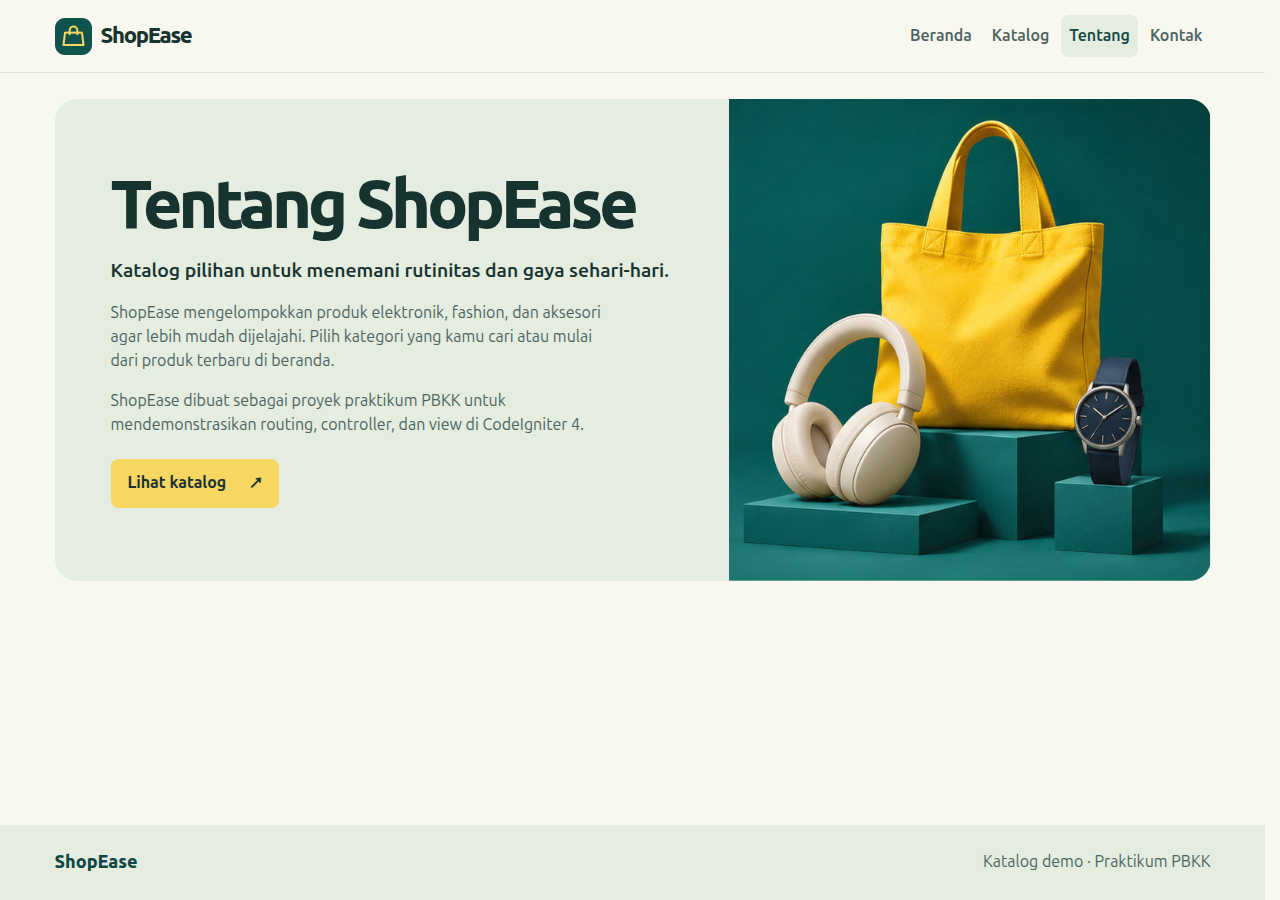 ShopEase
Beranda Katalog Tentang Kontak
Tentang ShopEase
Katalog pilihan untuk menemani rutinitas dan gaya sehari-hari.
ShopEase mengelompokkan produk elektronik, fashion, dan aksesori
agar lebih mudah dijelajahi. Pilih kategori yang kamu cari atau mulai
dari produk terbaru di beranda.
ShopEase dibuat sebagai proyek praktikum PBKK untuk
mendemonstrasikan routing, controller, dan view di CodeIgniter 4.
Lihat katalog ↗
ShopEase
Katalog demo · Praktikum PBKK